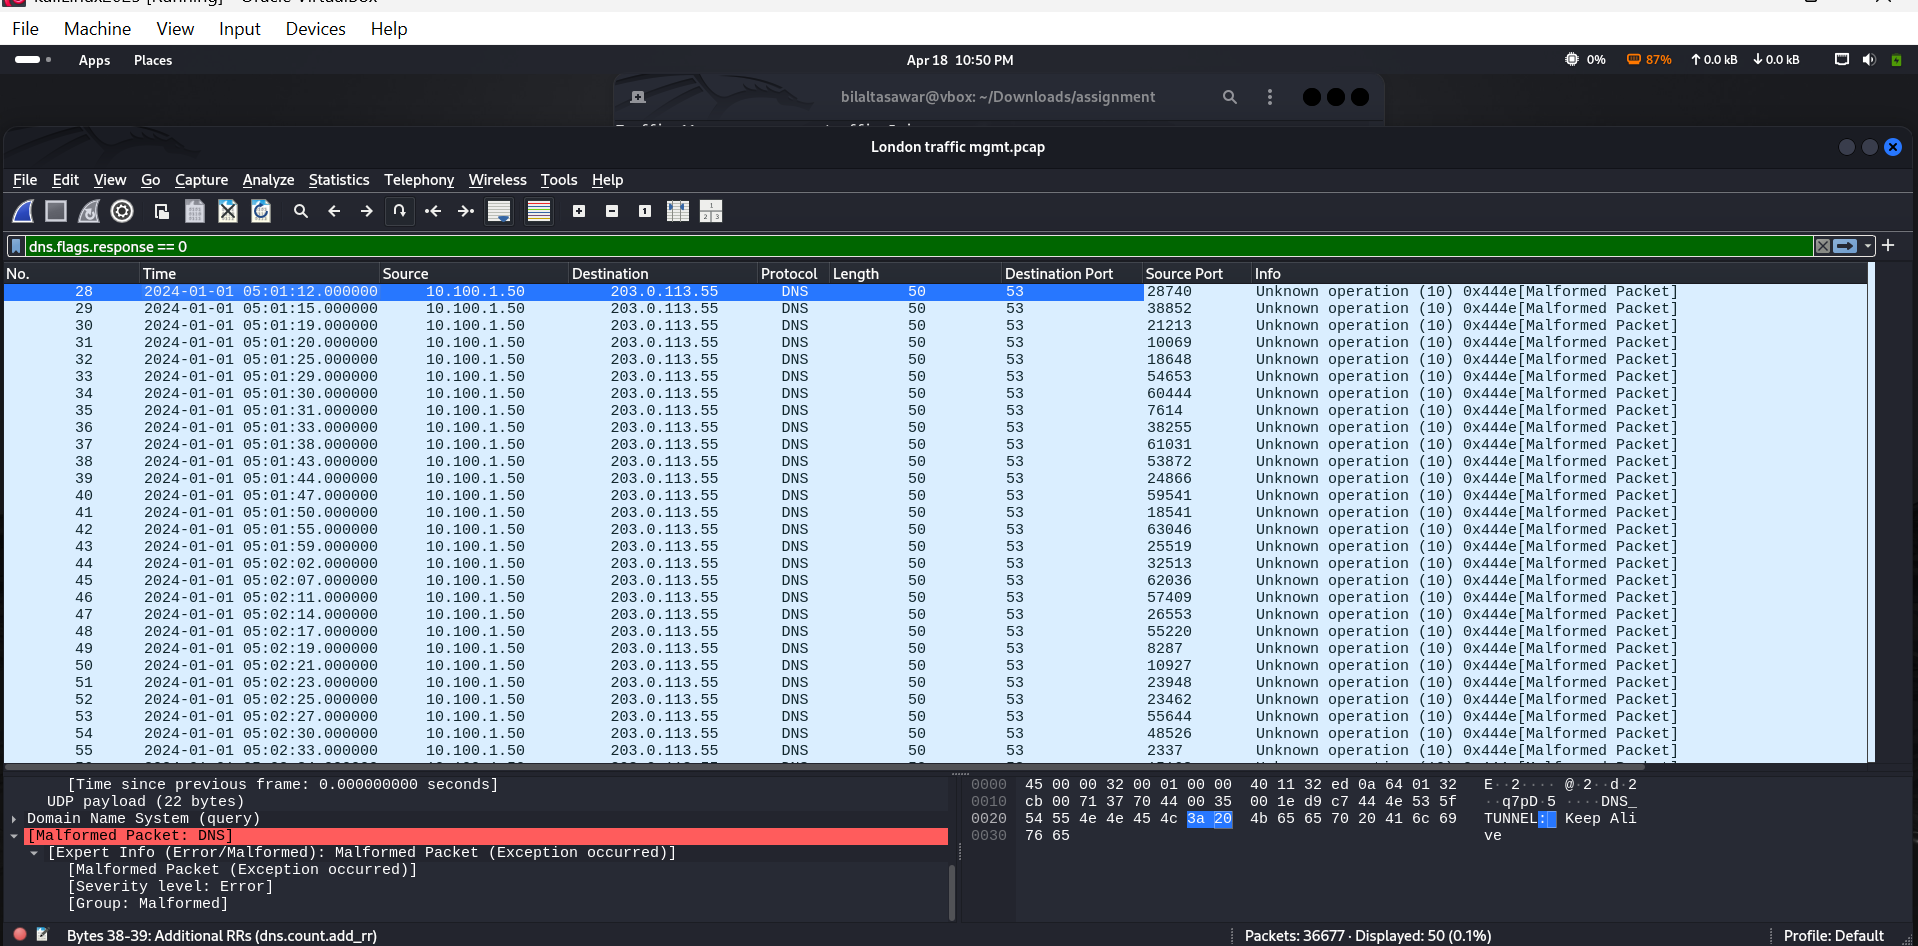 File Machine View Input Devices Help
Apps Places Apr 18 10:50 PM 0% 87% 0.0 kB 0.0 kB
bilaltasawar@vbox: ~/Downloads/assignment
London traffic mgmt.pcap
File Edit View Go Capture Analyze Statistics Telephony Wireless Tools Help
dns.flags.response == 0
No. Time Source Destination Protocol Length Destination Port Source Port Info
28 2024-01-01 05:01:12.000000 10.100.1.50 203.0.113.55 DNS 50 53 28740 Unknown operation (10) 0x444e[Malformed Packet]
29 2024-01-01 05:01:15.000000 10.100.1.50 203.0.113.55 DNS 50 53 38852 Unknown operation (10) 0x444e[Malformed Packet]
30 2024-01-01 05:01:19.000000 10.100.1.50 203.0.113.55 DNS 50 53 21213 Unknown operation (10) 0x444e[Malformed Packet]
31 2024-01-01 05:01:20.000000 10.100.1.50 203.0.113.55 DNS 50 53 10069 Unknown operation (10) 0x444e[Malformed Packet]
32 2024-01-01 05:01:25.000000 10.100.1.50 203.0.113.55 DNS 50 53 18648 Unknown operation (10) 0x444e[Malformed Packet]
33 2024-01-01 05:01:29.000000 10.100.1.50 203.0.113.55 DNS 50 53 54653 Unknown operation (10) 0x444e[Malformed Packet]
34 2024-01-01 05:01:30.000000 10.100.1.50 203.0.113.55 DNS 50 53 60444 Unknown operation (10) 0x444e[Malformed Packet]
35 2024-01-01 05:01:31.000000 10.100.1.50 203.0.113.55 DNS 50 53 7614 Unknown operation (10) 0x444e[Malformed Packet]
36 2024-01-01 05:01:33.000000 10.100.1.50 203.0.113.55 DNS 50 53 38255 Unknown operation (10) 0x444e[Malformed Packet]
37 2024-01-01 05:01:38.000000 10.100.1.50 203.0.113.55 DNS 50 53 61031 Unknown operation (10) 0x444e[Malformed Packet]
38 2024-01-01 05:01:43.000000 10.100.1.50 203.0.113.55 DNS 50 53 53872 Unknown operation (10) 0x444e[Malformed Packet]
39 2024-01-01 05:01:44.000000 10.100.1.50 203.0.113.55 DNS 50 53 24866 Unknown operation (10) 0x444e[Malformed Packet]
40 2024-01-01 05:01:47.000000 10.100.1.50 203.0.113.55 DNS 50 53 59541 Unknown operation (10) 0x444e[Malformed Packet]
41 2024-01-01 05:01:50.000000 10.100.1.50 203.0.113.55 DNS 50 53 18541 Unknown operation (10) 0x444e[Malformed Packet]
42 2024-01-01 05:01:55.000000 10.100.1.50 203.0.113.55 DNS 50 53 63046 Unknown operation (10) 0x444e[Malformed Packet]
43 2024-01-01 05:01:59.000000 10.100.1.50 203.0.113.55 DNS 50 53 25519 Unknown operation (10) 0x444e[Malformed Packet]
44 2024-01-01 05:02:02.000000 10.100.1.50 203.0.113.55 DNS 50 53 32513 Unknown operation (10) 0x444e[Malformed Packet]
45 2024-01-01 05:02:07.000000 10.100.1.50 203.0.113.55 DNS 50 53 62036 Unknown operation (10) 0x444e[Malformed Packet]
46 2024-01-01 05:02:11.000000 10.100.1.50 203.0.113.55 DNS 50 53 57409 Unknown operation (10) 0x444e[Malformed Packet]
47 2024-01-01 05:02:14.000000 10.100.1.50 203.0.113.55 DNS 50 53 26553 Unknown operation (10) 0x444e[Malformed Packet]
48 2024-01-01 05:02:17.000000 10.100.1.50 203.0.113.55 DNS 50 53 55220 Unknown operation (10) 0x444e[Malformed Packet]
49 2024-01-01 05:02:19.000000 10.100.1.50 203.0.113.55 DNS 50 53 8287 Unknown operation (10) 0x444e[Malformed Packet]
50 2024-01-01 05:02:21.000000 10.100.1.50 203.0.113.55 DNS 50 53 10927 Unknown operation (10) 0x444e[Malformed Packet]
51 2024-01-01 05:02:23.000000 10.100.1.50 203.0.113.55 DNS 50 53 23948 Unknown operation (10) 0x444e[Malformed Packet]
52 2024-01-01 05:02:25.000000 10.100.1.50 203.0.113.55 DNS 50 53 23462 Unknown operation (10) 0x444e[Malformed Packet]
53 2024-01-01 05:02:27.000000 10.100.1.50 203.0.113.55 DNS 50 53 55644 Unknown operation (10) 0x444e[Malformed Packet]
54 2024-01-01 05:02:30.000000 10.100.1.50 203.0.113.55 DNS 50 53 48526 Unknown operation (10) 0x444e[Malformed Packet]
55 2024-01-01 05:02:33.000000 10.100.1.50 203.0.113.55 DNS 50 53 2337 Unknown operation (10) 0x444e[Malformed Packet]
[Time since previous frame: 0.000000000 seconds]
UDP payload (22 bytes)
Domain Name System (query)
[Malformed Packet: DNS]
[Expert Info (Error/Malformed): Malformed Packet (Exception occurred)]
[Malformed Packet (Exception occurred)]
[Severity level: Error]
[Group: Malformed]
0000 45 00 00 32 00 01 00 00 40 11 32 ed 0a 64 01 32 E··2····@·2··d·2
0010 cb 00 71 37 70 44 00 35 00 1e d9 c7 44 4e 53 5f ··q7pD·5····DNS_
0020 54 55 4e 4e 45 4c 3a 20 4b 65 65 70 20 41 6c 69 TUNNEL: Keep Ali
0030 76 65 ve
Bytes 38-39: Additional RRs (dns.count.add_rr) Packets: 36677 · Displayed: 50 (0.1%) Profile: Default